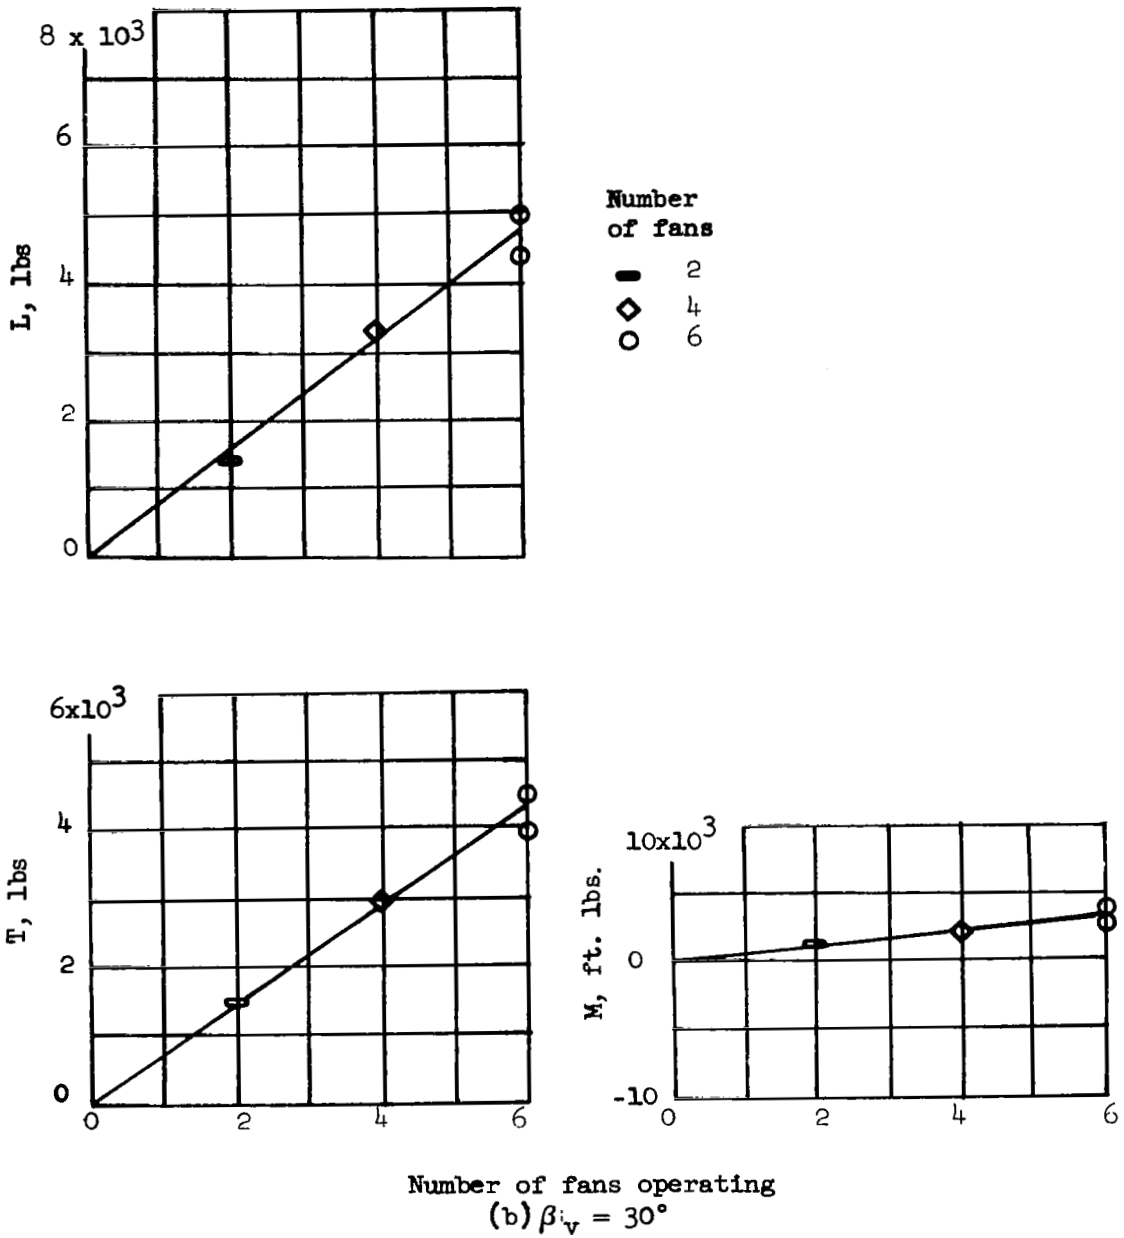 8 x 10³
6
4
2
0
L, lbs
Number
of fans
2
4
6
6x10³
4
2
0
T, lbs
0 2 4 6
10x10³
0
-10
M, ft. lbs.
0 2 4 6
Number of fans operating
(b) βᵥ = 30°